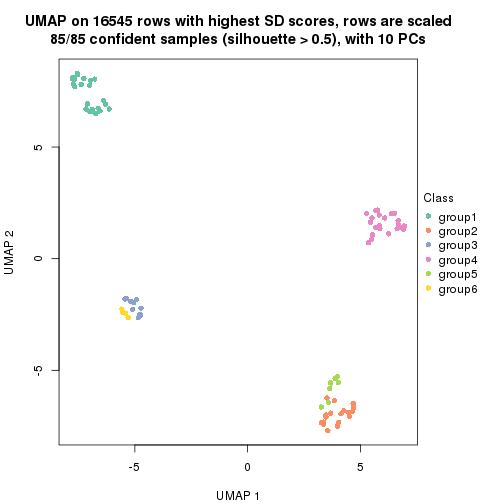 UMAP on 16545 rows with highest SD scores, rows are scaled
85/85 confident samples (silhouette > 0.5), with 10 PCs
5
0
-5
UMAP 2
-5
0
5
UMAP 1
Class
group1
group2
group3
group4
group5
group6